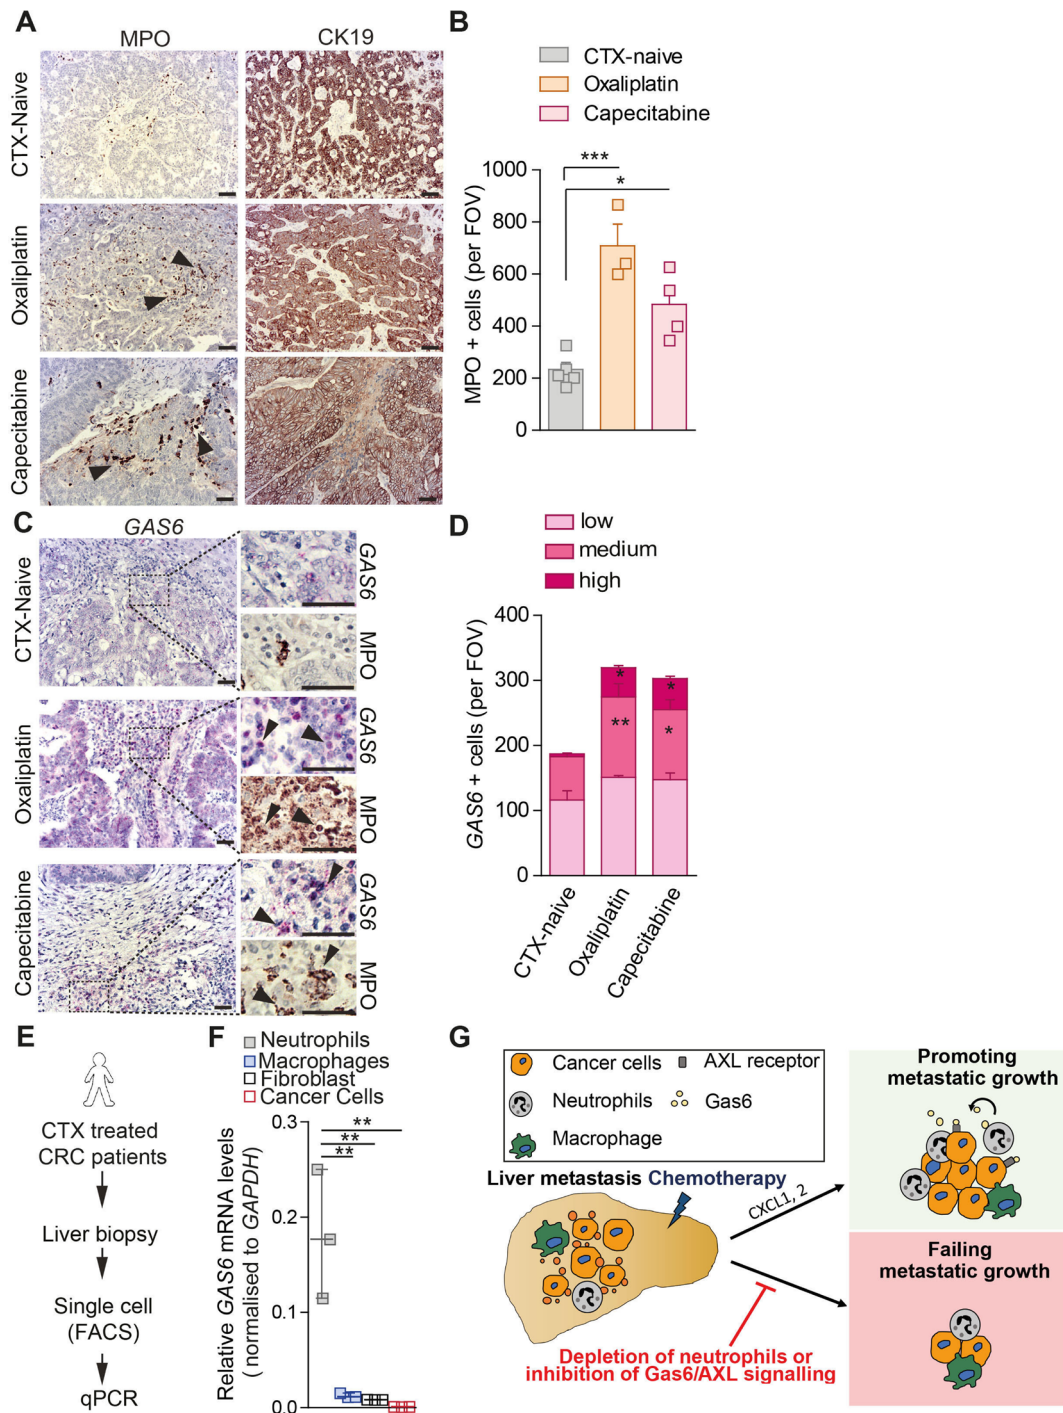 A
MPO
CK19
CTX-Naive
Oxaliplatin
Capecitabine
B
CTX-naive
Oxaliplatin
Capecitabine
MPO + cells (per FOV)
1000
800
600
400
200
0
***
*
C
GAS6
CTX-Naive
Oxaliplatin
Capecitabine
GAS6
MPO
GAS6
MPO
GAS6
MPO
D
low
medium
high
GAS6 + cells (per FOV)
400
300
200
100
0
*
**
*
*
CTX-naive
Oxaliplatin
Capecitabine
E
CTX treated
CRC patients
Liver biopsy
Single cell
(FACS)
qPCR
F
Neutrophils
Macrophages
Fibroblast
Cancer Cells
Relative GAS6 mRNA levels
(normalised to GAPDH)
0.3
0.2
0.1
0.0
**
**
**
G
Cancer cells
AXL receptor
Neutrophils
Gas6
Macrophage
Liver metastasis Chemotherapy
CXCL1, 2
Promoting
metastatic growth
Failing
metastatic growth
Depletion of neutrophils or
inhibition of Gas6/AXL signalling